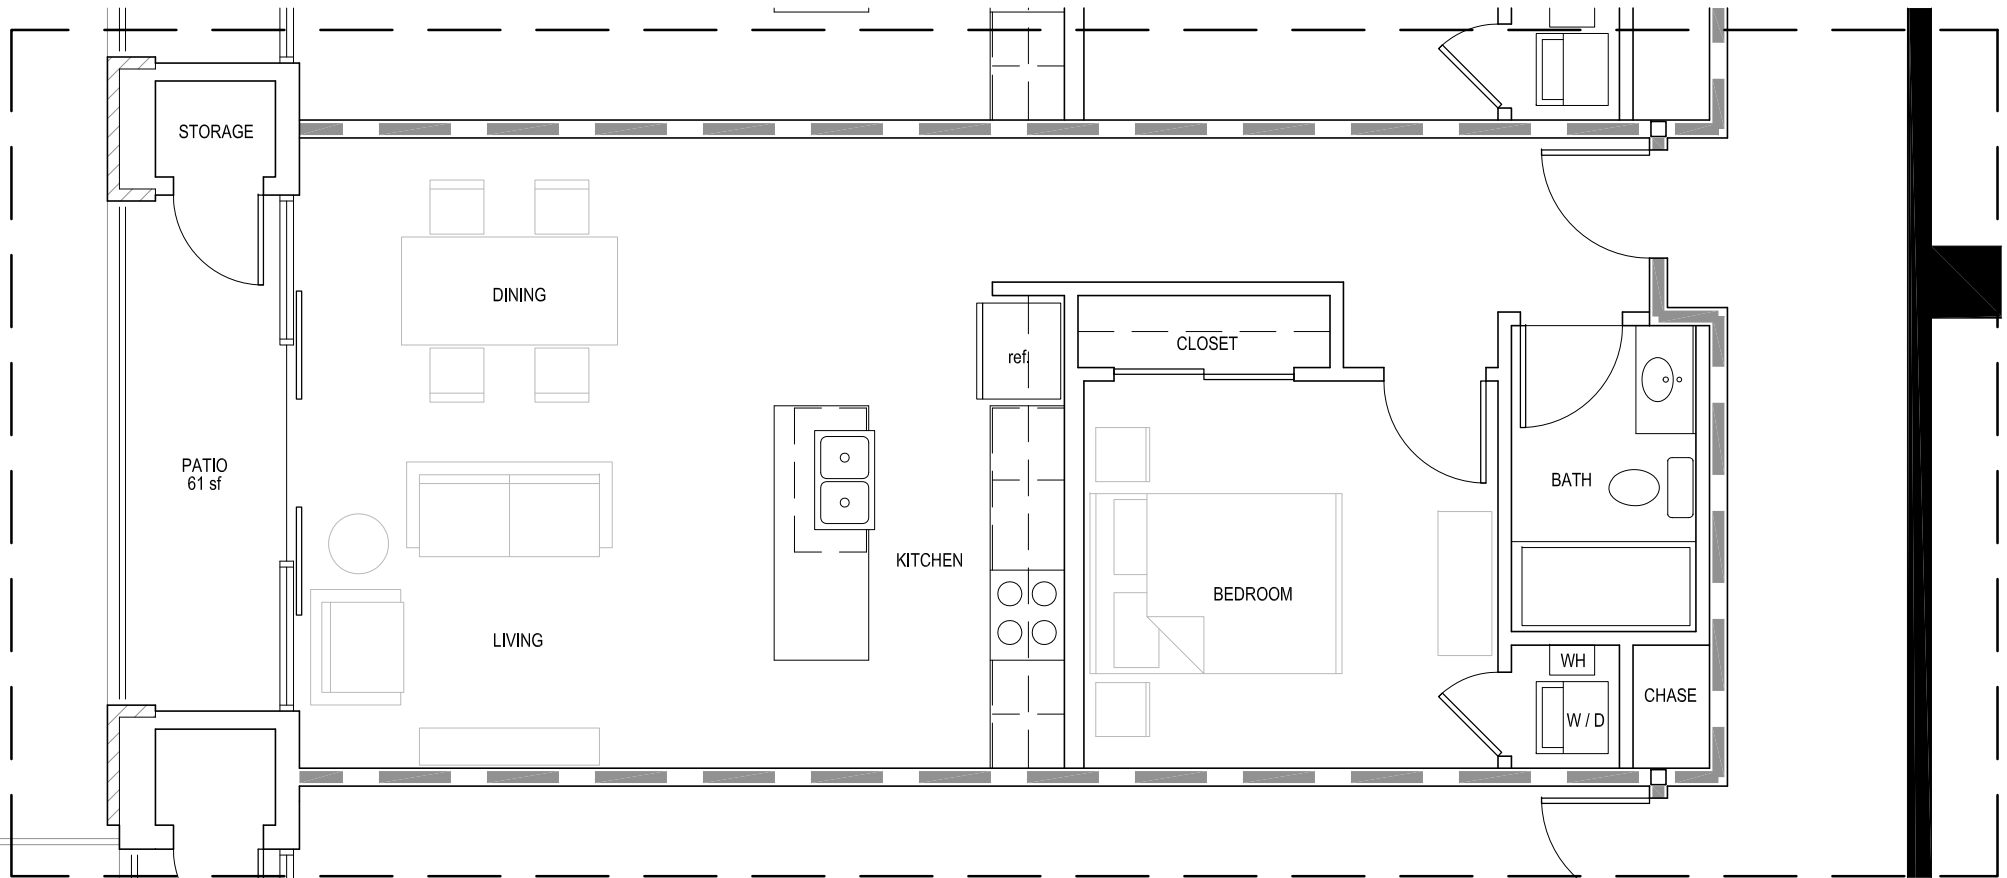 STORAGE
DINING
ref.
CLOSET
PATIO
61 sf
BATH
KITCHEN
BEDROOM
LIVING
WH
CHASE
W / D